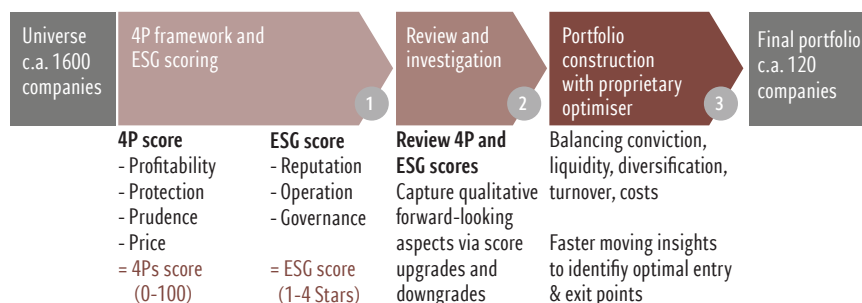 Universe
c.a. 1600
companies
4P framework and
ESG scoring
1
Review and
investigation
2
Portfolio
construction
with proprietary
optimiser
3
Final portfolio
c.a. 120
companies
4P score
- Profitability
- Protection
- Prudence
- Price
= 4Ps score
(0-100)
ESG score
- Reputation
- Operation
- Governance
= ESG score
(1-4 Stars)
Review 4P and
ESG scores
Capture qualitative
forward-looking
aspects via score
upgrades and
downgrades
Balancing conviction,
liquidity, diversification,
turnover, costs
Faster moving insights
to identifiy optimal entry
& exit points